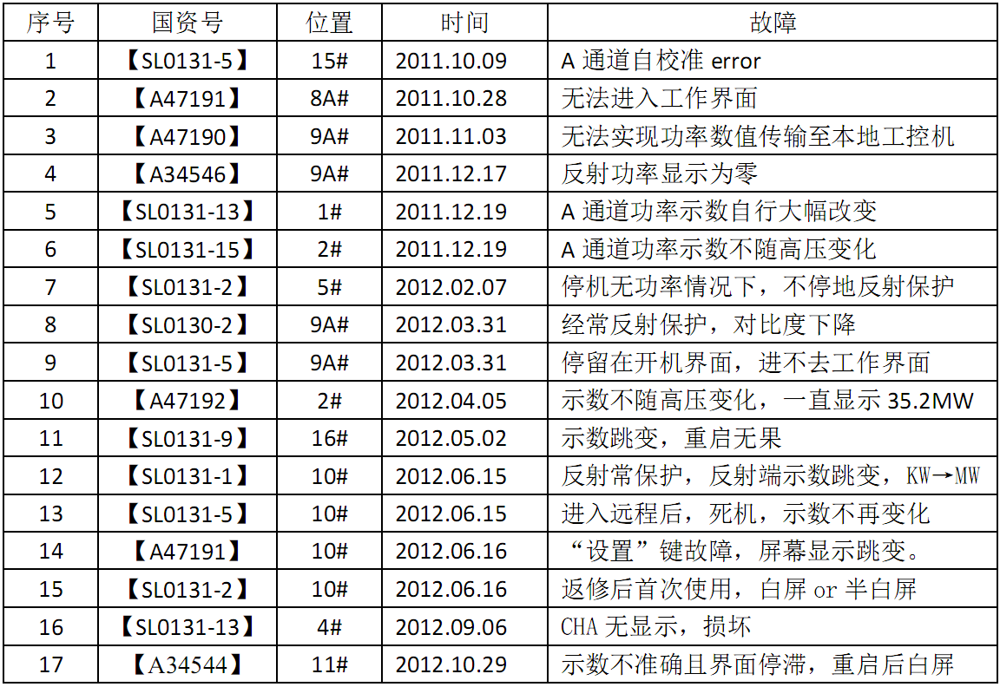 序号 国资号 位置 时间 故障
1 【SL0131-5】 15# 2011.10.09 A 通道自校准 error
2 【A47191】 8A# 2011.10.28 无法进入工作界面
3 【A47190】 9A# 2011.11.03 无法实现功率数值传输至本地工控机
4 【A34546】 9A# 2011.12.17 反射功率显示为零
5 【SL0131-13】 1# 2011.12.19 A 通道功率示数自行大幅改变
6 【SL0131-15】 2# 2011.12.19 A 通道功率示数不随高压变化
7 【SL0131-2】 5# 2012.02.07 停机无功率情况下，不停地反射保护
8 【SL0130-2】 9A# 2012.03.31 经常反射保护，对比度下降
9 【SL0131-5】 9A# 2012.03.31 停留在开机界面，进不去工作界面
10 【A47192】 2# 2012.04.05 示数不随高压变化，一直显示 35.2MW
11 【SL0131-9】 16# 2012.05.02 示数跳变，重启无果
12 【SL0131-1】 10# 2012.06.15 反射常保护，反射端示数跳变，KW→MW
13 【SL0131-5】 10# 2012.06.15 进入远程后，死机，示数不再变化
14 【A47191】 10# 2012.06.16 “设置”键故障，屏幕显示跳变。
15 【SL0131-2】 10# 2012.06.16 返修后首次使用，白屏 or 半白屏
16 【SL0131-13】 4# 2012.09.06 CHA 无显示，损坏
17 【A34544】 11# 2012.10.29 示数不准确且界面停滞，重启后白屏